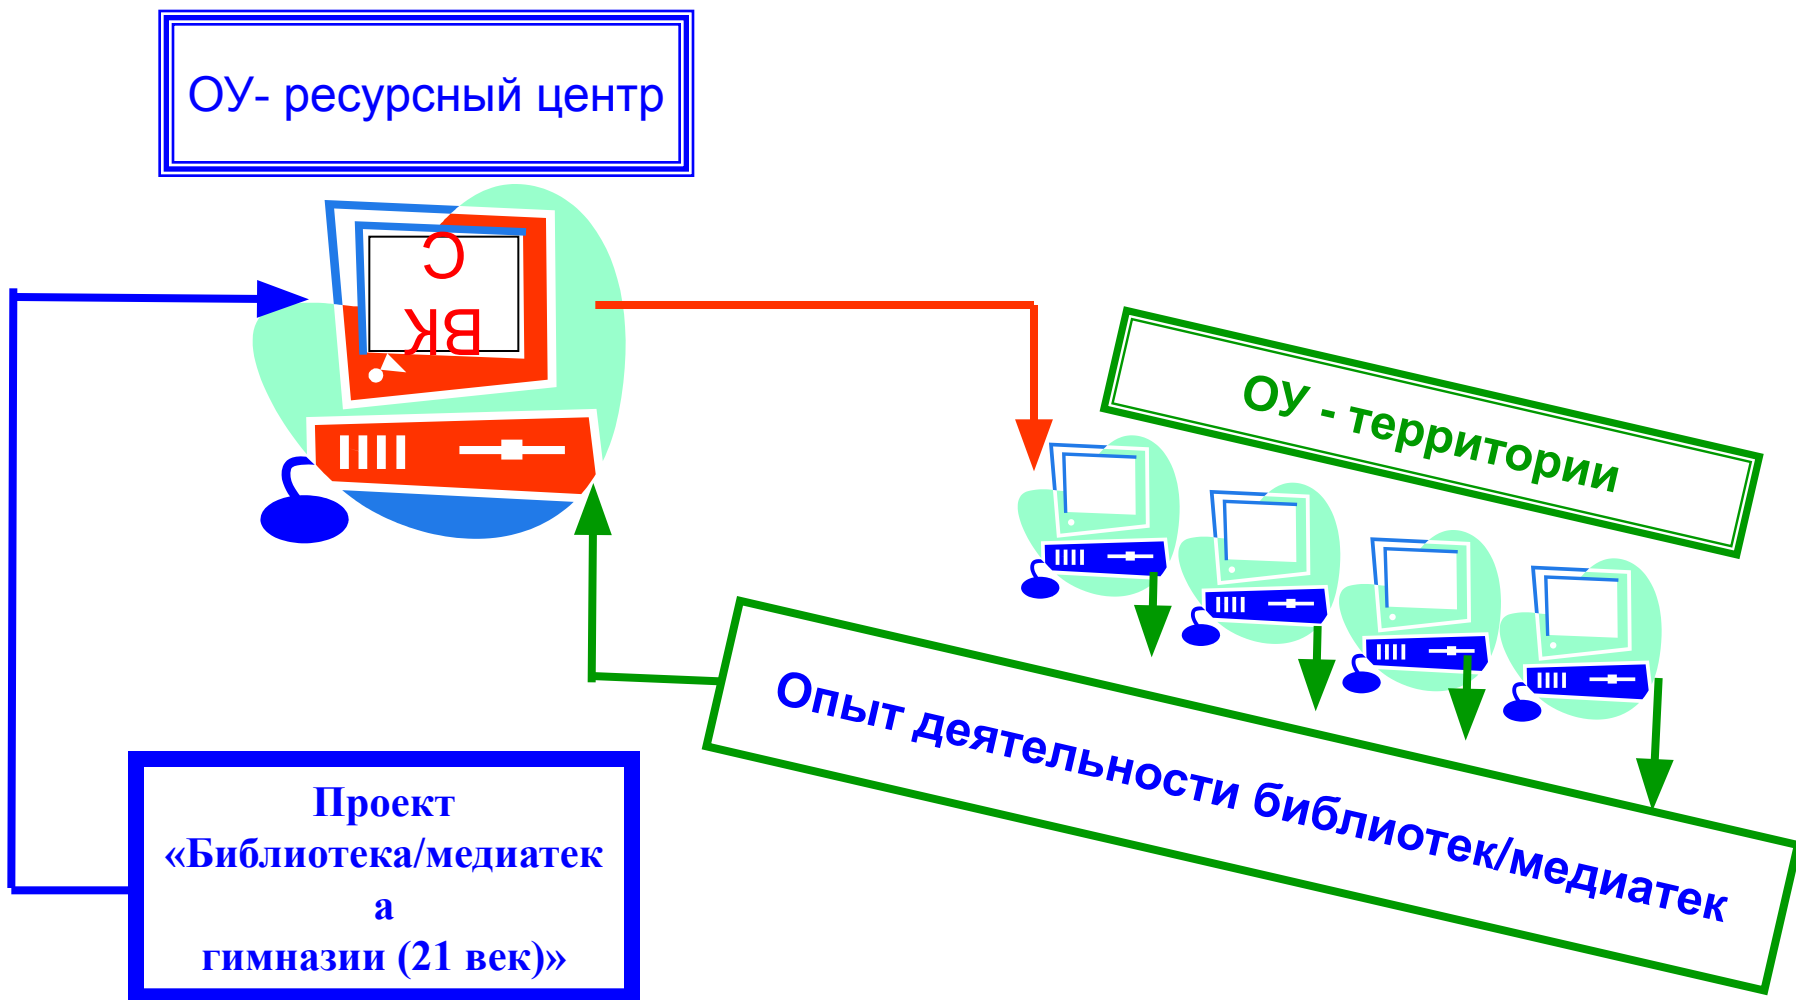 ОУ- ресурсный центр
ВК
С
ОУ - территории
Опыт деятельности библиотек/медиатек
Проект
«Библиотека/медиатек
а
гимназии (21 век)»